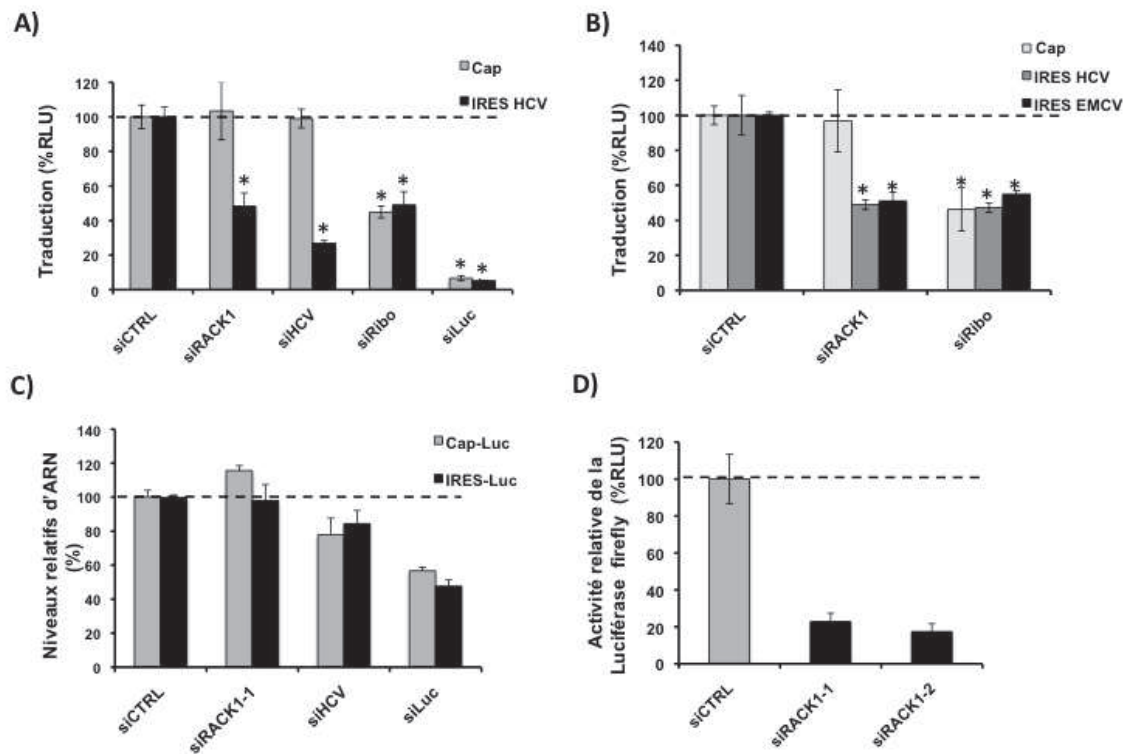 A)
Cap
IRES HCV
Traduction (%RLU)
120
100
80
60
40
20
0
*
*
*
*
*
*
siCTRL
siRACK1
siHCV
siRibo
siLuc
B)
Cap
IRES HCV
IRES EMCV
Traduction (%RLU)
140
120
100
80
60
40
20
0
*
*
*
*
*
siCTRL
siRACK1
siRibo
C)
Cap-Luc
IRES-Luc
Niveaux relatifs d'ARN
(%)
140
120
100
80
60
40
20
0
siCTRL
siRACK1-1
siHCV
siLuc
D)
Activité relative de la
Luciférase firefly (%RLU)
120
100
80
60
40
20
0
siCTRL
siRACK1-1
siRACK1-2